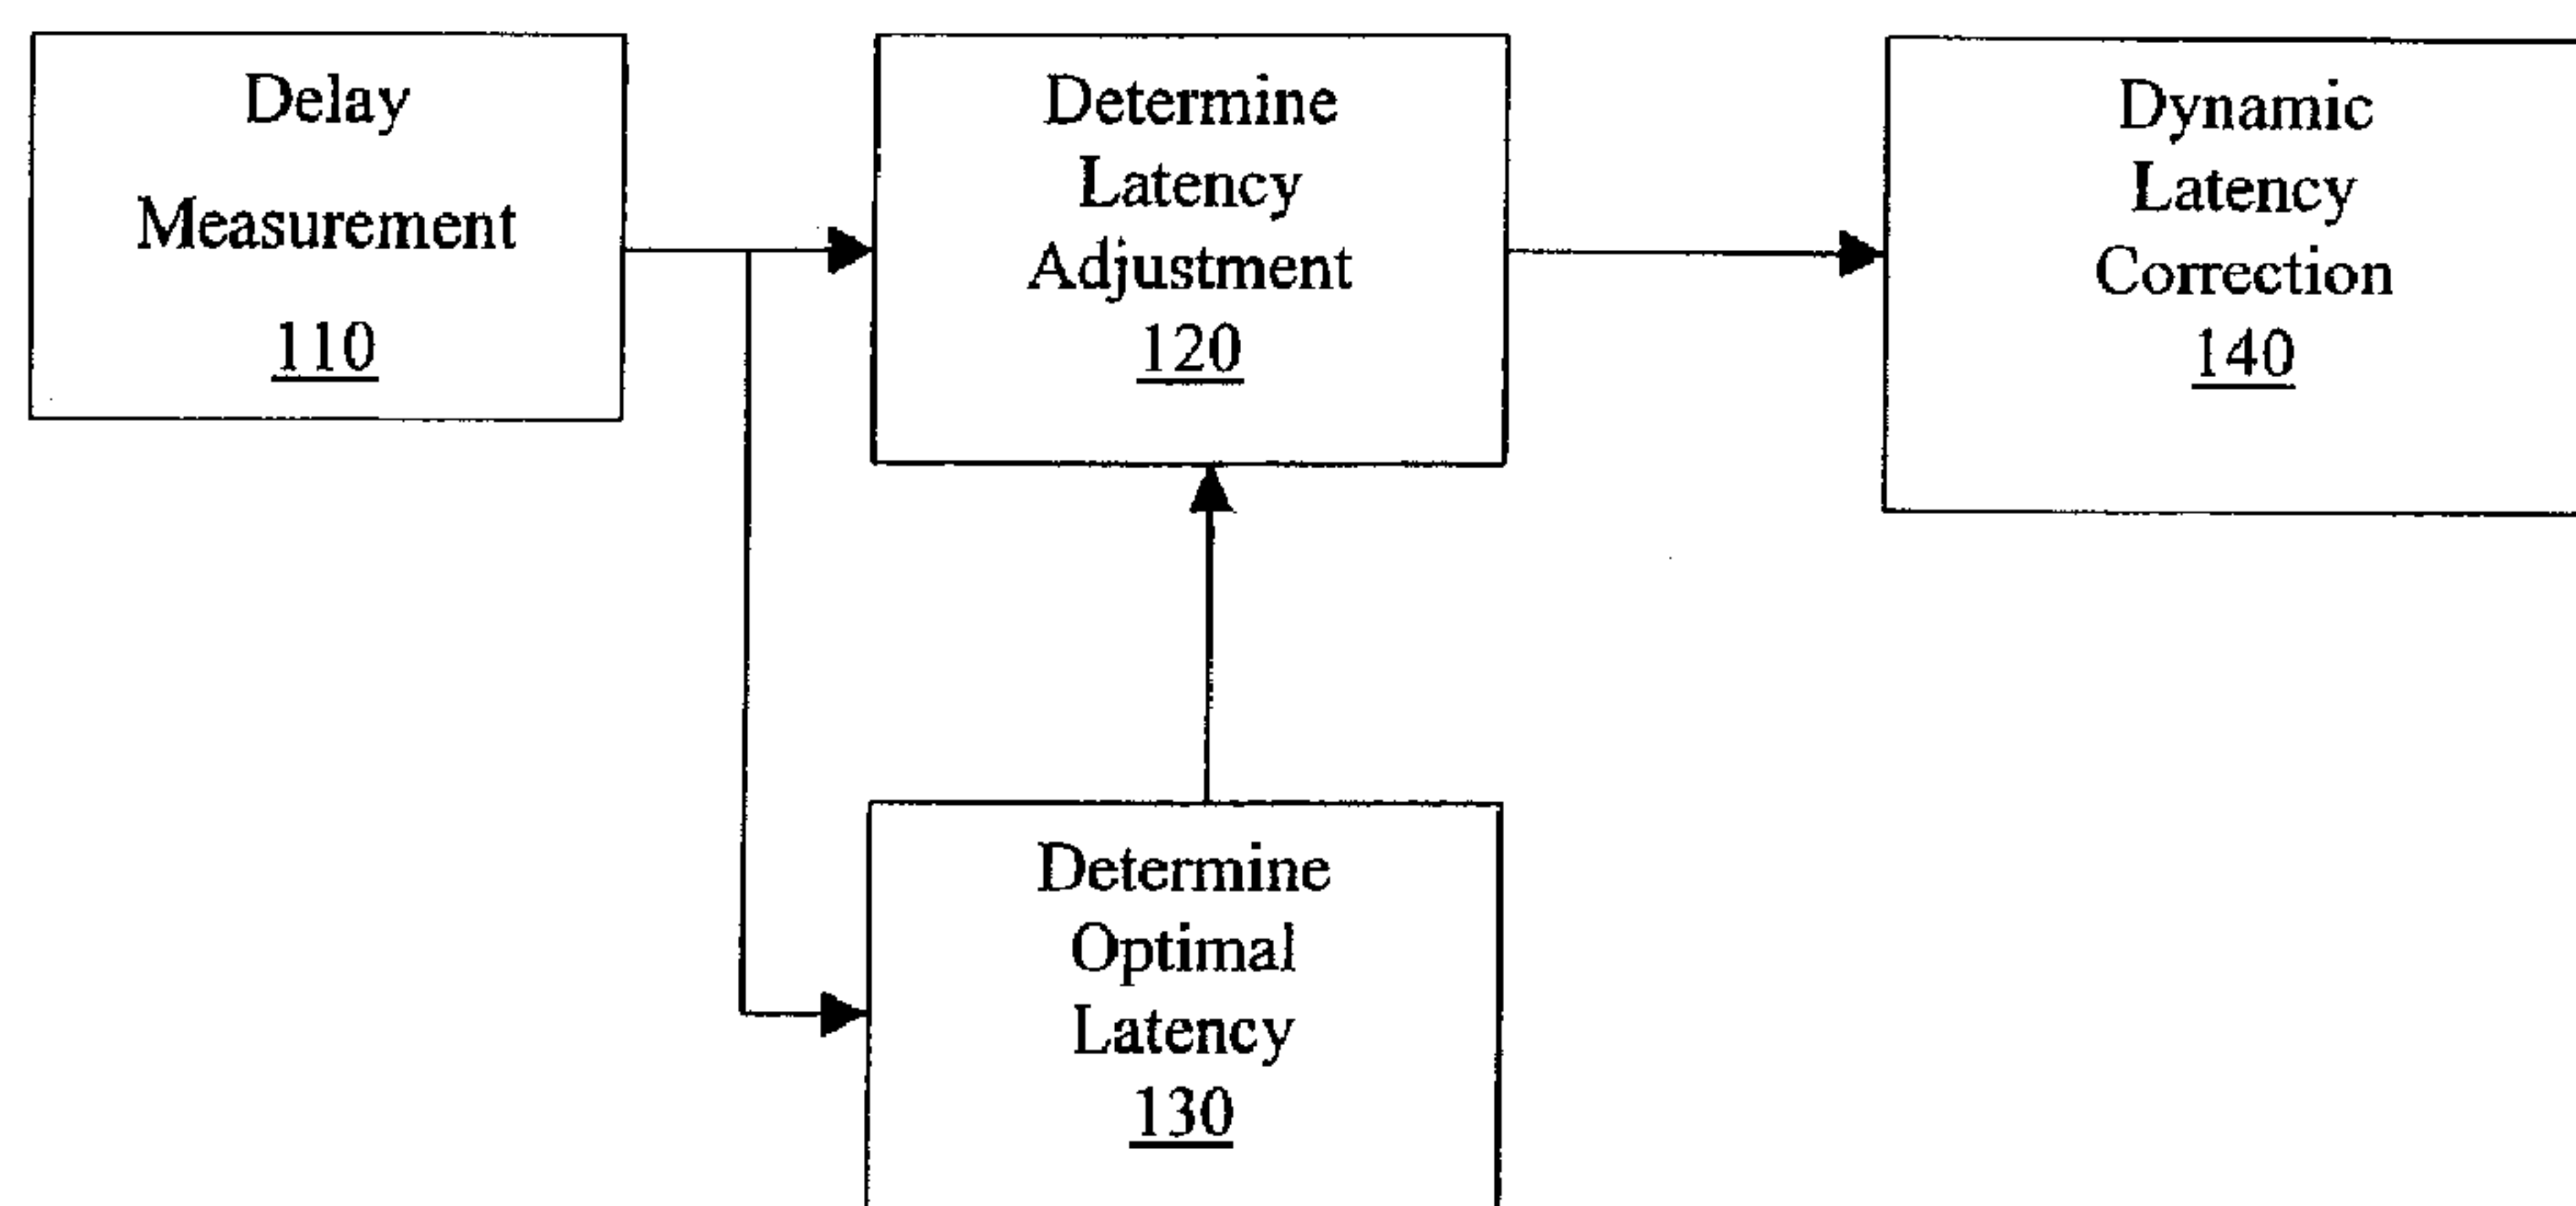 Delay
Measurement
110
Determine
Latency
Adjustment
120
Dynamic
Latency
Correction
140
Determine
Optimal
Latency
130